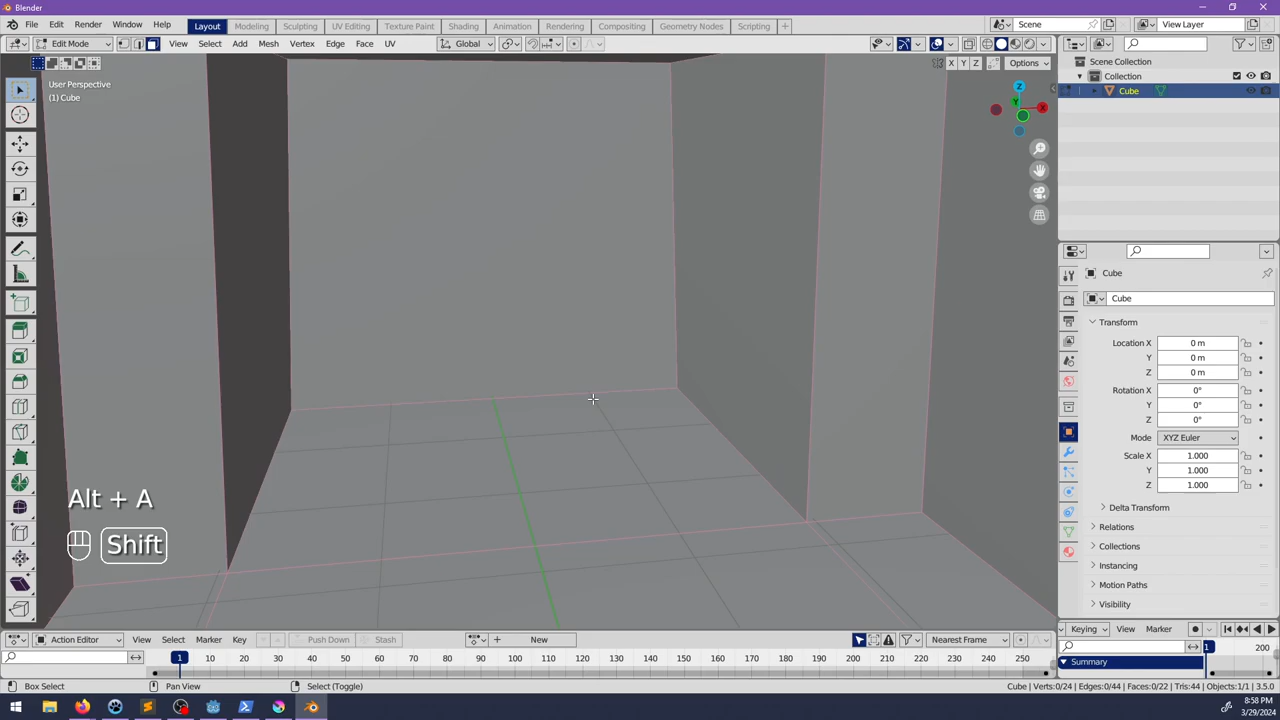 Blender
File Edit Render Window Help Layout Modeling Sculpting UV Editing Texture Paint Shading Animation Rendering Compositing Geometry Nodes Scripting + Scene View Layer
Edit Mode View Select Add Mesh Vertex Edge Face UV Global
X Y Z Options
Scene Collection
Collection
Cube
User Perspective
(1) Cube
Z
Y
X
Cube
Cube
Transform
Location X 0 m
Y 0 m
Z 0 m
Rotation X 0°
Y 0°
Z 0°
Mode XYZ Euler
Scale X 1.000
Y 1.000
Z 1.000
Delta Transform
Relations
Collections
Instancing
Motion Paths
Visibility
Alt + A
Shift
Action Editor View Select Marker Key Push Down Stash + New Nearest Frame
Keying View Marker
1 10 20 30 40 50 60 70 80 90 100 110 120 130 140 150 160 170 180 190 200 210 220 230 240 250
1 200
Summary
Box Select Pan View Select (Toggle) Cube | Verts:0/24 | Edges:0/44 | Faces:0/22 | Tris:44 | Objects:1/1 | 3.5.0
8:58 PM
3/29/2024